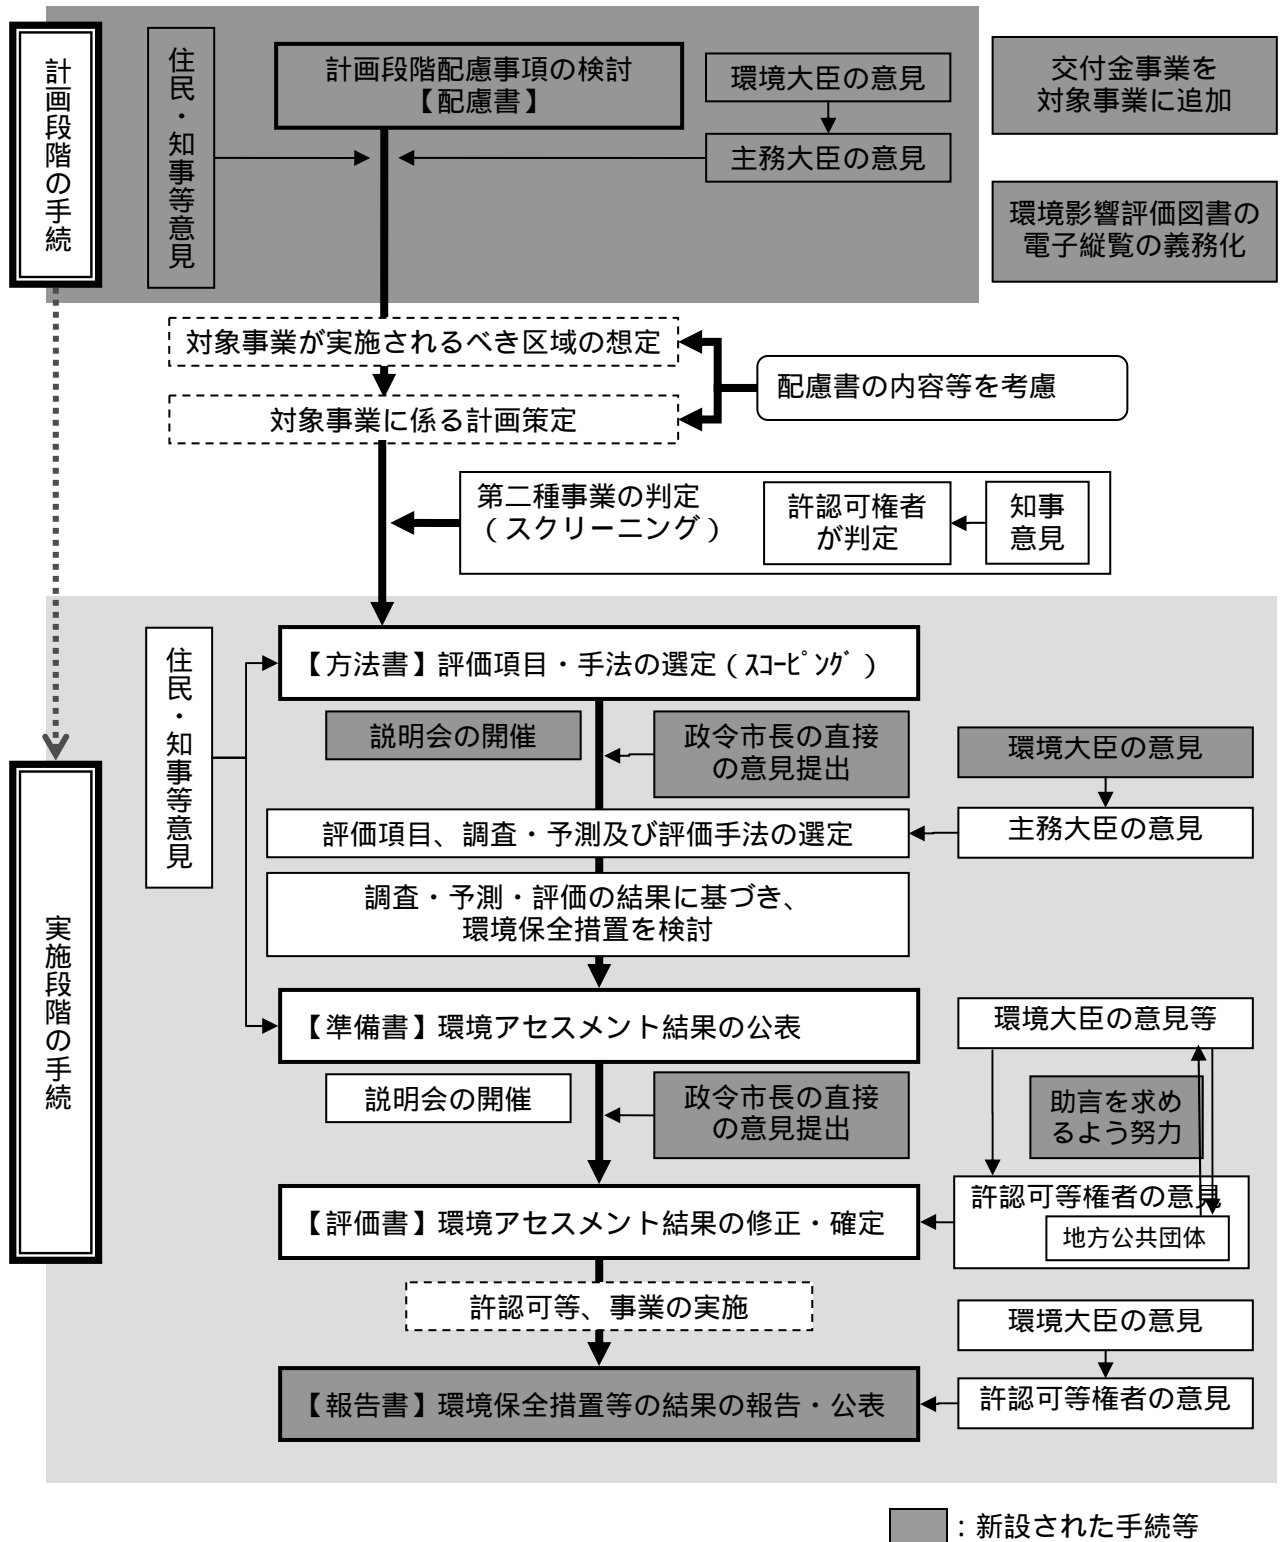 計画段階の手続
住民・知事等意見
計画段階配慮事項の検討
【配慮書】
環境大臣の意見
主務大臣の意見
交付金事業を
対象事業に追加
環境影響評価図書の
電子縦覧の義務化
対象事業が実施されるべき区域の想定
対象事業に係る計画策定
配慮書の内容等を考慮
第二種事業の判定
(スクリーニング)
許認可権者
が判定
知事
意見
実施段階の手続
住民・知事等意見
【方法書】評価項目・手法の選定(ｽｺｰﾋﾟﾝｸﾞ)
説明会の開催
政令市長の直接
の意見提出
環境大臣の意見
主務大臣の意見
評価項目、調査・予測及び評価手法の選定
調査・予測・評価の結果に基づき、
環境保全措置を検討
【準備書】環境アセスメント結果の公表
説明会の開催
政令市長の直接
の意見提出
環境大臣の意見等
助言を求め
るよう努力
許認可等権者の意見
地方公共団体
【評価書】環境アセスメント結果の修正・確定
許認可等、事業の実施
環境大臣の意見
許認可等権者の意見
【報告書】環境保全措置等の結果の報告・公表
:新設された手続等